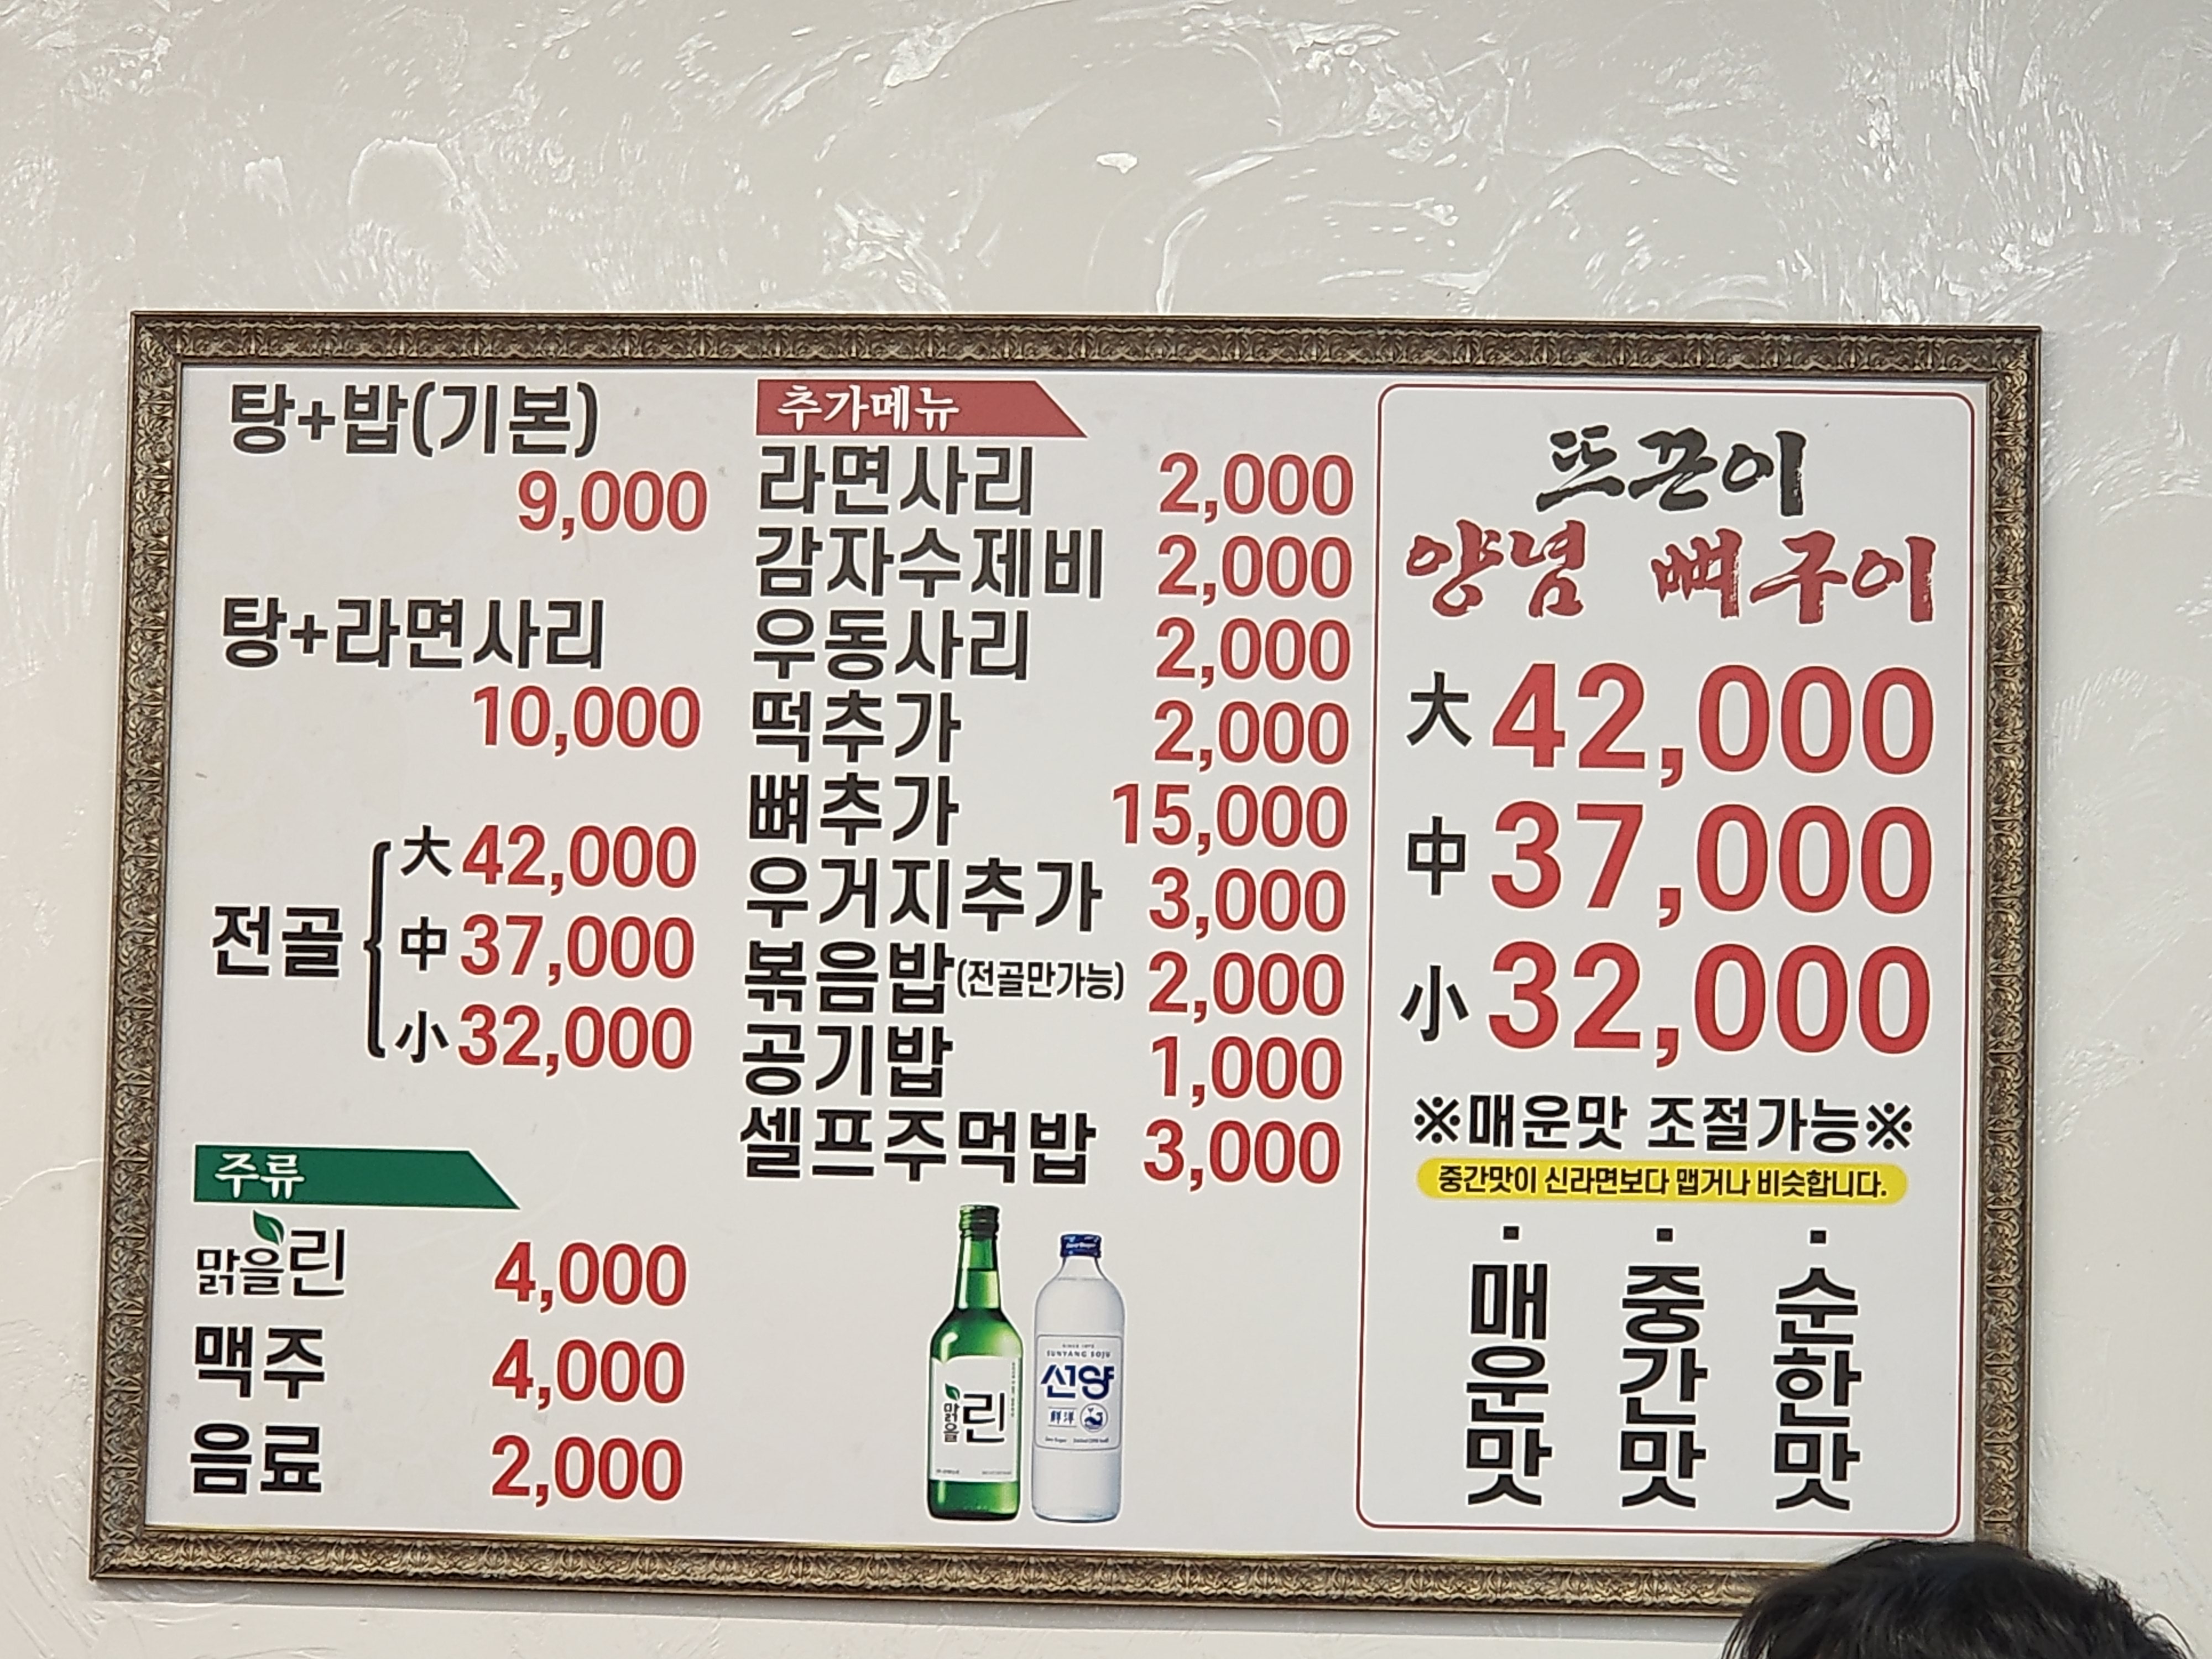 탕+밥(기본)
9,000
탕+라면사리
10,000
전골
大 42,000
中 37,000
小 32,000
주류
맑을린 4,000
맥주 4,000
음료 2,000
추가메뉴
라면사리 2,000
감자수제비 2,000
우동사리 2,000
떡추가 2,000
뼈추가 15,000
우거지추가 3,000
볶음밥(전골만가능) 2,000
공기밥 1,000
셀프주먹밥 3,000
맑을린
SUNYANG SOJU
선양
鮮洋
뜨끈이
양념 뼈구이
大 42,000
中 37,000
小 32,000
※매운맛 조절가능※
중간맛이 신라면보다 맵거나 비슷합니다.
· 매운맛
· 중간맛
· 순한맛